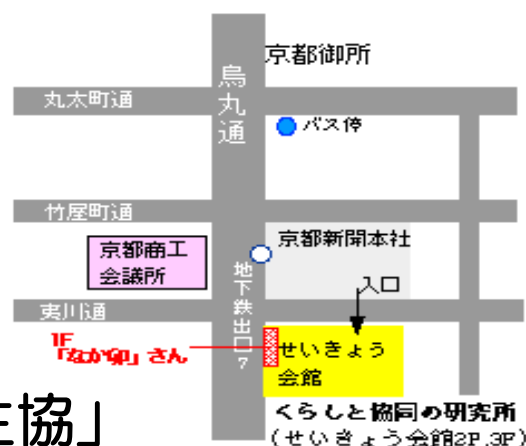 京都御所
烏丸通
丸太町通
バス停
竹屋町通
京都新聞本社
京都商工
会議所
地下鉄出口7
入口
夷川通
1F
「なか卯」さん
せいきょう
会館
生協」
くらしと協同の研究所
(せいきょう会館2F,3F)